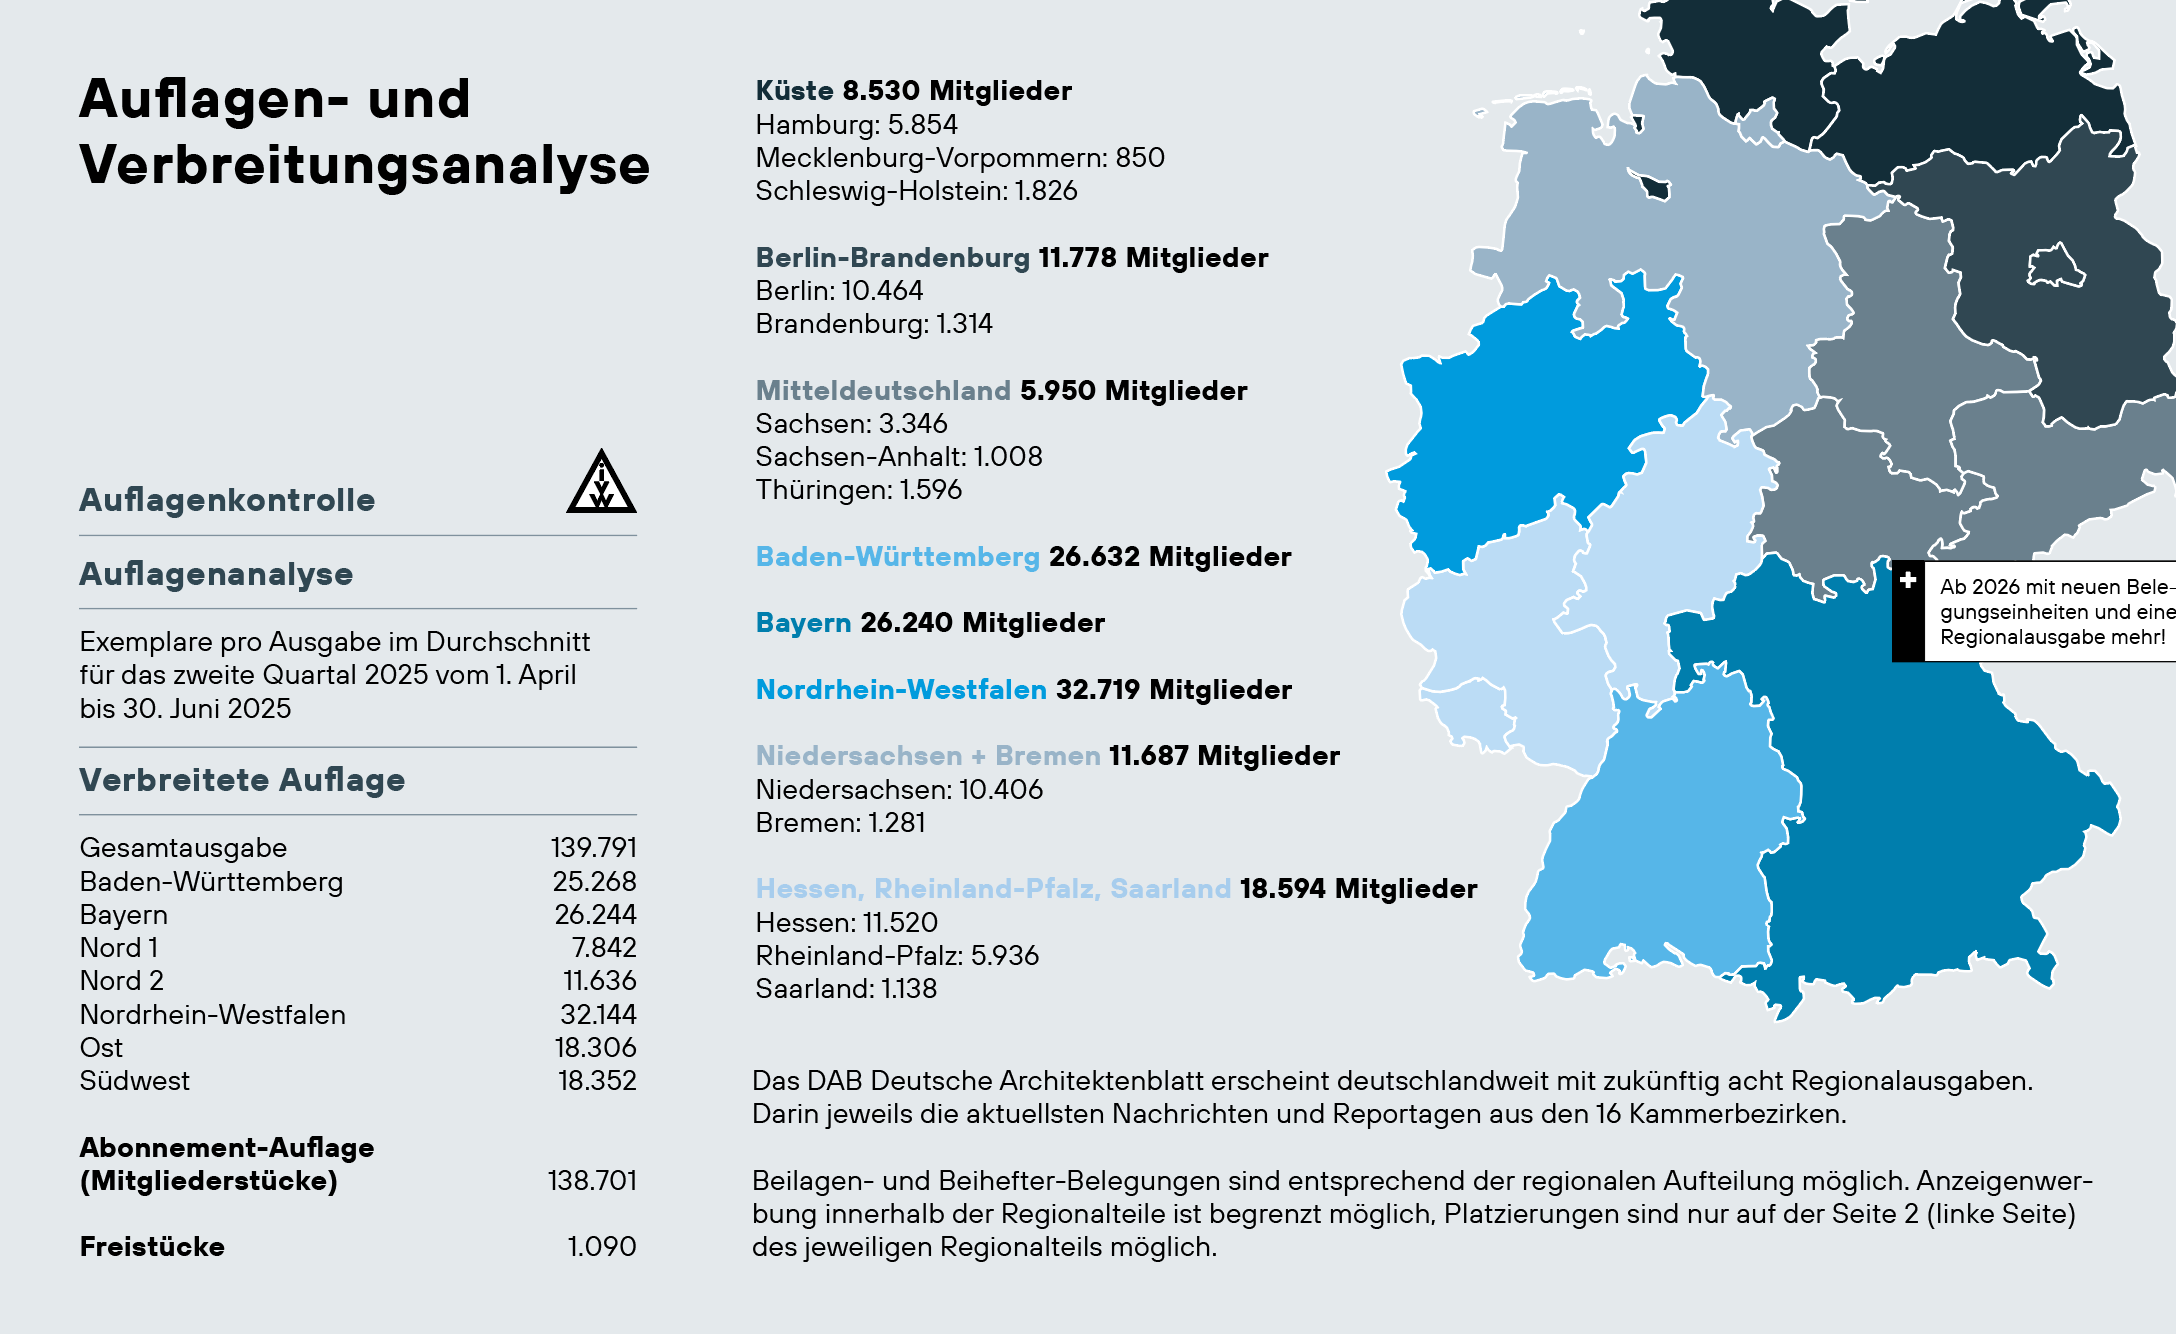 Auflagen- und
Verbreitungsanalyse
Auflagenkontrolle
IVW
Auflagenanalyse
Exemplare pro Ausgabe im Durchschnitt
für das zweite Quartal 2025 vom 1. April
bis 30. Juni 2025
Verbreitete Auflage
Gesamtausgabe 139.791
Baden-Württemberg 25.268
Bayern 26.244
Nord 1 7.842
Nord 2 11.636
Nordrhein-Westfalen 32.144
Ost 18.306
Südwest 18.352
Abonnement-Auflage
(Mitgliederstücke) 138.701
Freistücke 1.090
Küste 8.530 Mitglieder
Hamburg: 5.854
Mecklenburg-Vorpommern: 850
Schleswig-Holstein: 1.826
Berlin-Brandenburg 11.778 Mitglieder
Berlin: 10.464
Brandenburg: 1.314
Mitteldeutschland 5.950 Mitglieder
Sachsen: 3.346
Sachsen-Anhalt: 1.008
Thüringen: 1.596
Baden-Württemberg 26.632 Mitglieder
Bayern 26.240 Mitglieder
Nordrhein-Westfalen 32.719 Mitglieder
Niedersachsen + Bremen 11.687 Mitglieder
Niedersachsen: 10.406
Bremen: 1.281
Hessen, Rheinland-Pfalz, Saarland 18.594 Mitglieder
Hessen: 11.520
Rheinland-Pfalz: 5.936
Saarland: 1.138
+ Ab 2026 mit neuen Bele-
gungseinheiten und eine
Regionalausgabe mehr!
Das DAB Deutsche Architektenblatt erscheint deutschlandweit mit zukünftig acht Regionalausgaben.
Darin jeweils die aktuellsten Nachrichten und Reportagen aus den 16 Kammerbezirken.
Beilagen- und Beihefter-Belegungen sind entsprechend der regionalen Aufteilung möglich. Anzeigenwer-
bung innerhalb der Regionalteile ist begrenzt möglich, Platzierungen sind nur auf der Seite 2 (linke Seite)
des jeweiligen Regionalteils möglich.